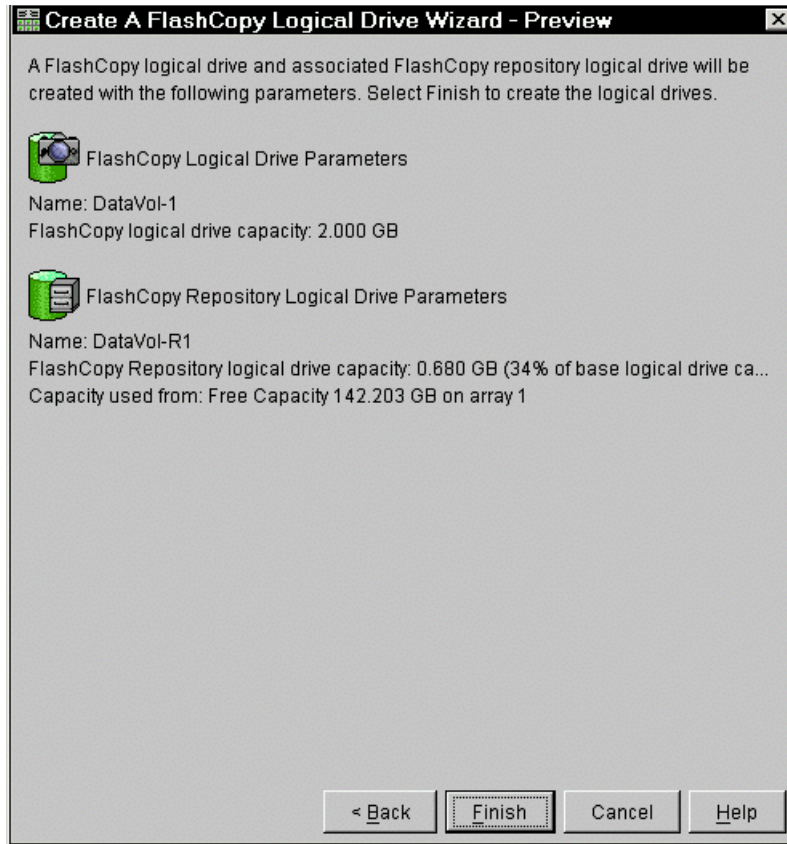 Create A FlashCopy Logical Drive Wizard - Preview
A FlashCopy logical drive and associated FlashCopy repository logical drive will be
created with the following parameters. Select Finish to create the logical drives.
FlashCopy Logical Drive Parameters
Name: DataVol-1
FlashCopy logical drive capacity: 2.000 GB
FlashCopy Repository Logical Drive Parameters
Name: DataVol-R1
FlashCopy Repository logical drive capacity: 0.680 GB (34% of base logical drive ca...
Capacity used from: Free Capacity 142.203 GB on array 1
< Back Finish Cancel Help